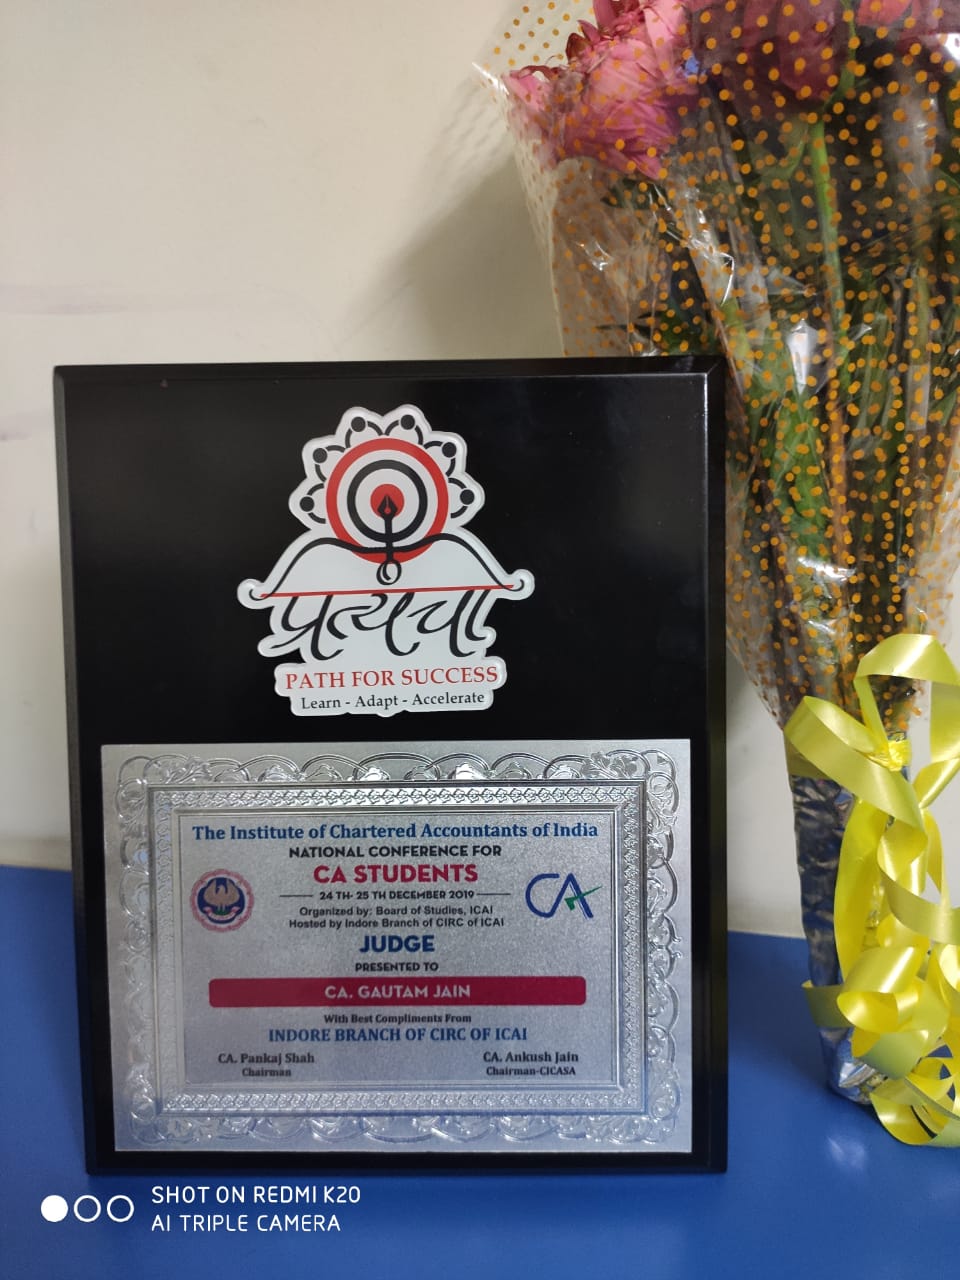 प्रत्यंचा
PATH FOR SUCCESS
Learn - Adapt - Accelerate
The Institute of Chartered Accountants of India
NATIONAL CONFERENCE FOR
CA STUDENTS
24 TH- 25 TH DECEMBER 2019
Organized by: Board of Studies, ICAI
Hosted by Indore Branch of CIRC of ICAI
CA
JUDGE
PRESENTED TO
CA. GAUTAM JAIN
With Best Compliments From
INDORE BRANCH OF CIRC OF ICAI
CA. Pankaj Shah
Chairman
CA. Ankush Jain
Chairman-CICASA
SHOT ON REDMI K20
AI TRIPLE CAMERA